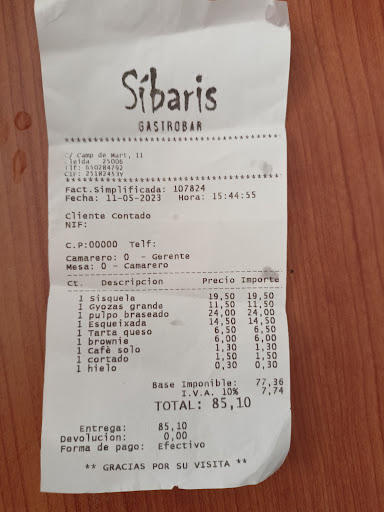 Síbaris
GASTROBAR
************************************
C/ Camp de Mart, 11
Lleida 25006
Tlf: 650284792
CIF: 25182453Y
************************************
Fact.Simplificada: 107824
Fecha: 11-05-2023 Hora: 15:44:55
Cliente Contado
NIF:
C.P:00000 Telf:
Camarero: 0 - Gerente
Mesa: 0 - Camarero
Ct. Descripcion Precio Importe
1 Sisquela 19,50 19,50
1 Gyozas grande 11,50 11,50
1 pulpo braseado 24,00 24,00
1 Esqueixada 14,50 14,50
1 Tarta queso 6,50 6,50
1 brownie 6,00 6,00
1 Cafè solo 1,30 1,30
1 cortado 1,50 1,50
1 hielo 0,30 0,30
Base Imponible: 77,36
I.V.A. 10% 7,74
TOTAL: 85,10
Entrega: 85,10
Devolucion: 0,00
Forma de pago: Efectivo
** GRACIAS POR SU VISITA **